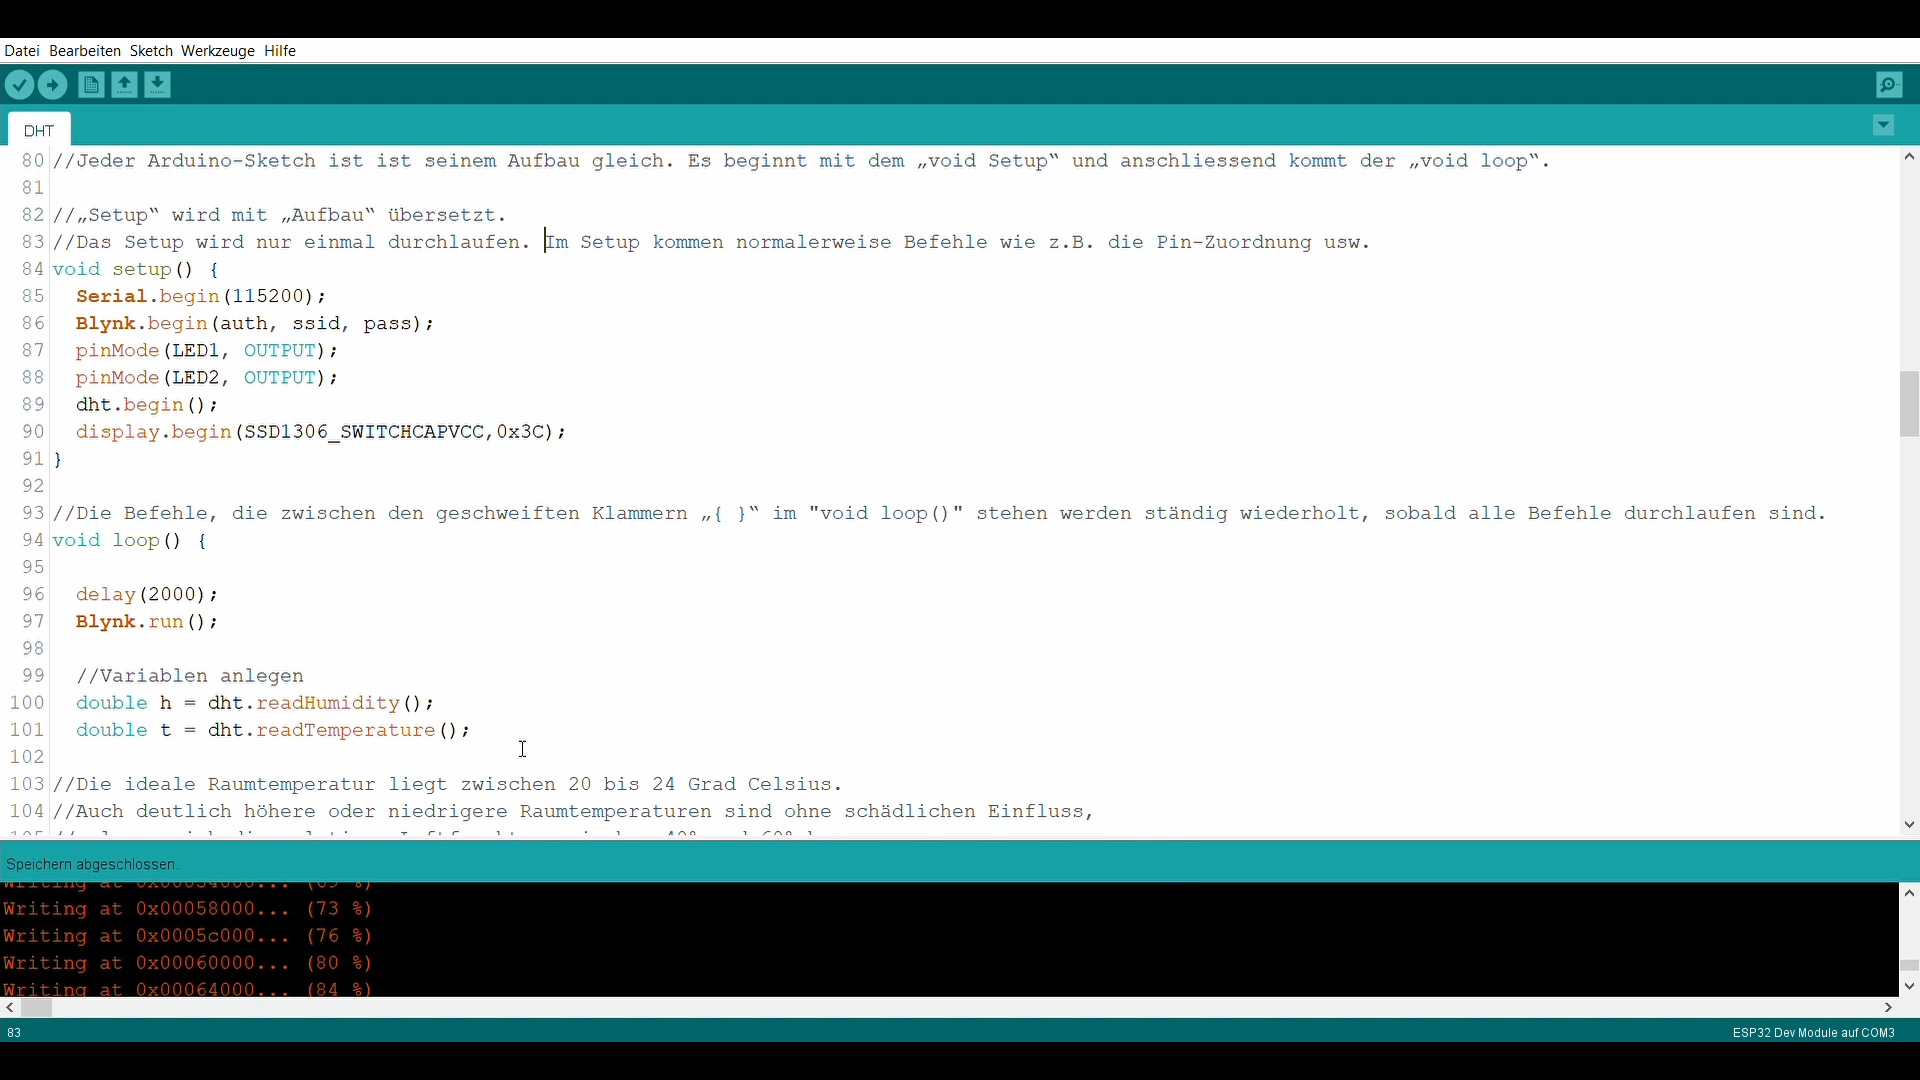 Datei Bearbeiten Sketch Werkzeuge Hilfe
DHT
80 //Jeder Arduino-Sketch ist ist seinem Aufbau gleich. Es beginnt mit dem „void Setup“ und anschliessend kommt der „void loop“.
81
82 //„Setup“ wird mit „Aufbau“ übersetzt.
83 //Das Setup wird nur einmal durchlaufen. Im Setup kommen normalerweise Befehle wie z.B. die Pin-Zuordnung usw.
84 void setup() {
85 Serial.begin(115200);
86 Blynk.begin(auth, ssid, pass);
87 pinMode(LED1, OUTPUT);
88 pinMode(LED2, OUTPUT);
89 dht.begin();
90 display.begin(SSD1306_SWITCHCAPVCC,0x3C);
91 }
92
93 //Die Befehle, die zwischen den geschweiften Klammern „{ }“ im "void loop()" stehen werden ständig wiederholt, sobald alle Befehle durchlaufen sind.
94 void loop() {
95
96 delay(2000);
97 Blynk.run();
98
99 //Variablen anlegen
100 double h = dht.readHumidity();
101 double t = dht.readTemperature();
102
103 //Die ideale Raumtemperatur liegt zwischen 20 bis 24 Grad Celsius.
104 //Auch deutlich höhere oder niedrigere Raumtemperaturen sind ohne schädlichen Einfluss,
Speichern abgeschlossen.
Writing at 0x00058000... (73 %)
Writing at 0x0005c000... (76 %)
Writing at 0x00060000... (80 %)
Writing at 0x00064000... (84 %)
83
ESP32 Dev Module auf COM3